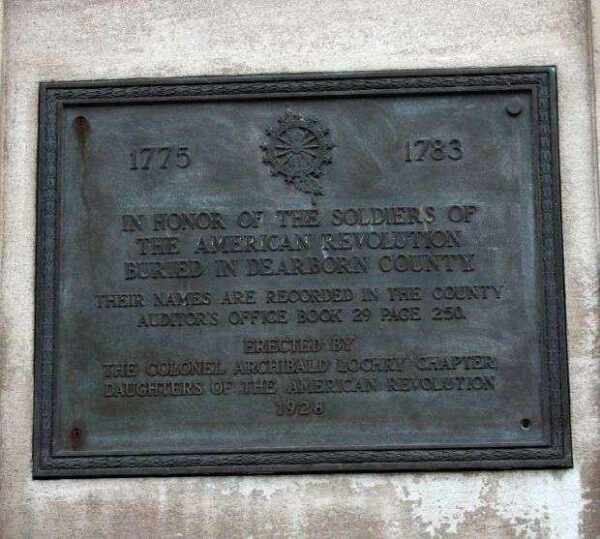 1775 1783
IN HONOR OF THE SOLDIERS OF
THE AMERICAN REVOLUTION
BURIED IN DEARBORN COUNTY
THEIR NAMES ARE RECORDED IN THE COUNTY
AUDITOR'S OFFICE BOOK 29 PAGE 250.
ERECTED BY
THE COLONEL ARCHIBALD LOCHRY CHAPTER
DAUGHTERS OF THE AMERICAN REVOLUTION
1926